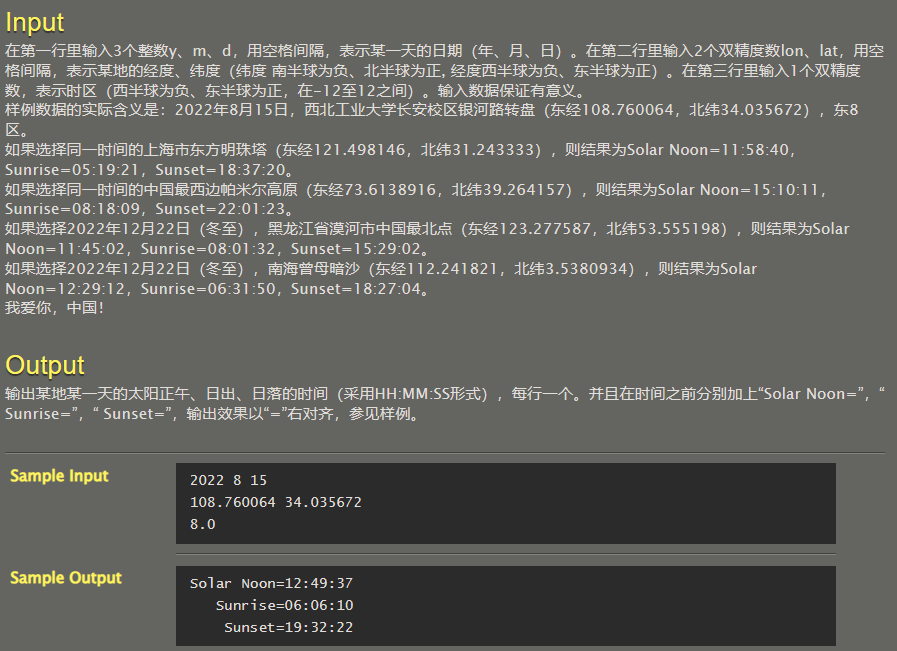 Input
在第一行里输入3个整数y、m、d，用空格间隔，表示某一天的日期（年、月、日）。在第二行里输入2个双精度数lon、lat，用空
格间隔，表示某地的经度、纬度（纬度 南半球为负、北半球为正, 经度西半球为负、东半球为正）。在第三行里输入1个双精度
数，表示时区（西半球为负、东半球为正，在-12至12之间）。输入数据保证有意义。
样例数据的实际含义是：2022年8月15日，西北工业大学长安校区银河路转盘（东经108.760064，北纬34.035672），东8
区。
如果选择同一时间的上海市东方明珠塔（东经121.498146，北纬31.243333），则结果为Solar Noon=11:58:40，
Sunrise=05:19:21，Sunset=18:37:20。
如果选择同一时间的中国最西边帕米尔高原（东经73.6138916，北纬39.264157），则结果为Solar Noon=15:10:11，
Sunrise=08:18:09，Sunset=22:01:23。
如果选择2022年12月22日（冬至），黑龙江省漠河市中国最北点（东经123.277587，北纬53.555198），则结果为Solar
Noon=11:45:02，Sunrise=08:01:32，Sunset=15:29:02。
如果选择2022年12月22日（冬至），南海曾母暗沙（东经112.241821，北纬3.5380934），则结果为Solar
Noon=12:29:12，Sunrise=06:31:50，Sunset=18:27:04。
我爱你，中国！
Output
输出某地某一天的太阳正午、日出、日落的时间（采用HH:MM:SS形式），每行一个。并且在时间之前分别加上“Solar Noon=”，“
Sunrise=”，“ Sunset=”，输出效果以“=”右对齐，参见样例。
Sample Input
2022 8 15
108.760064 34.035672
8.0
Sample Output
Solar Noon=12:49:37
Sunrise=06:06:10
Sunset=19:32:22